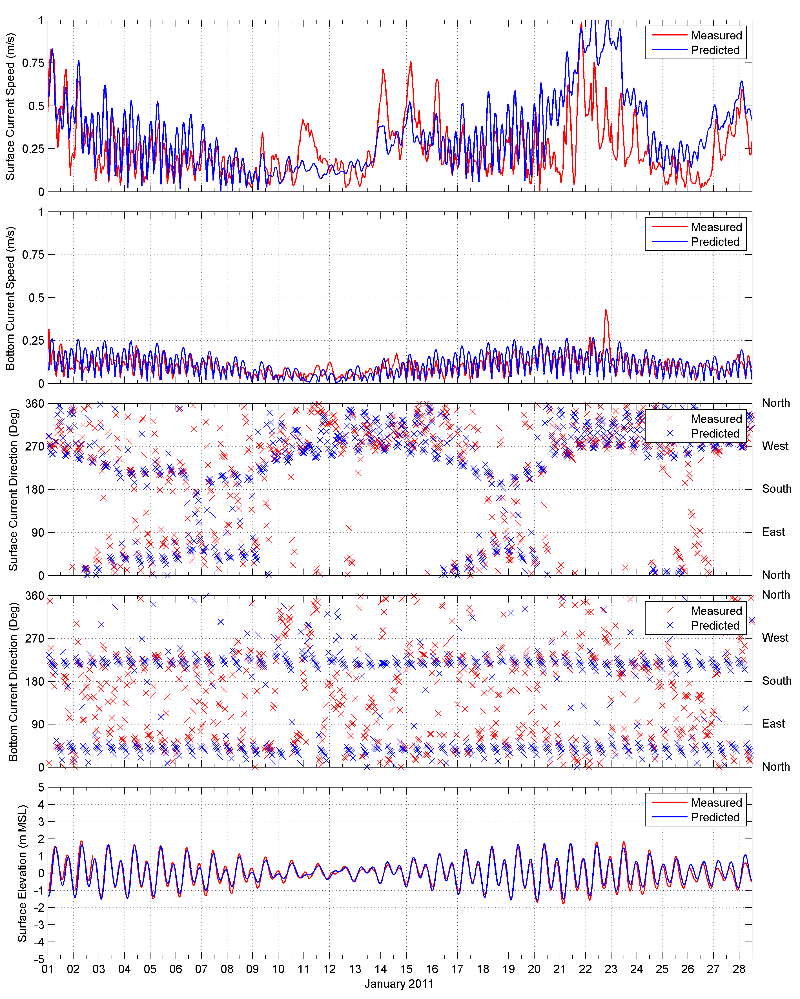 Surface Current Speed (m/s)
1
0.75
0.5
0.25
0
Measured
Predicted
Bottom Current Speed (m/s)
1
0.75
0.5
0.25
0
Measured
Predicted
Surface Current Direction (Deg)
360
270
180
90
0
Measured
Predicted
North
West
South
East
North
Bottom Current Direction (Deg)
360
270
180
90
0
Measured
Predicted
North
West
South
East
North
Surface Elevation (m MSL)
5
4
3
2
1
0
-1
-2
-3
-4
-5
Measured
Predicted
01 02 03 04 05 06 07 08 09 10 11 12 13 14 15 16 17 18 19 20 21 22 23 24 25 26 27 28
January 2011